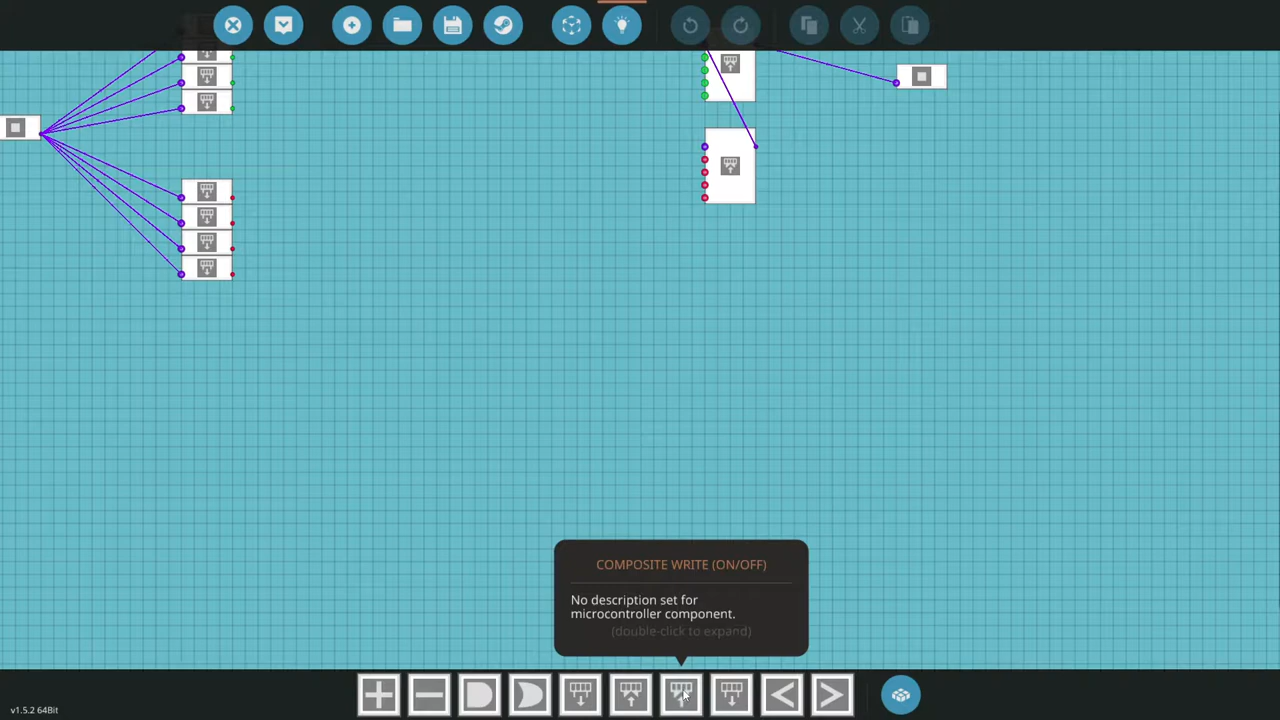 COMPOSITE WRITE (ON/OFF)
No description set for
microcontroller component.
(double-click to expand)
v1.5.2 64Bit